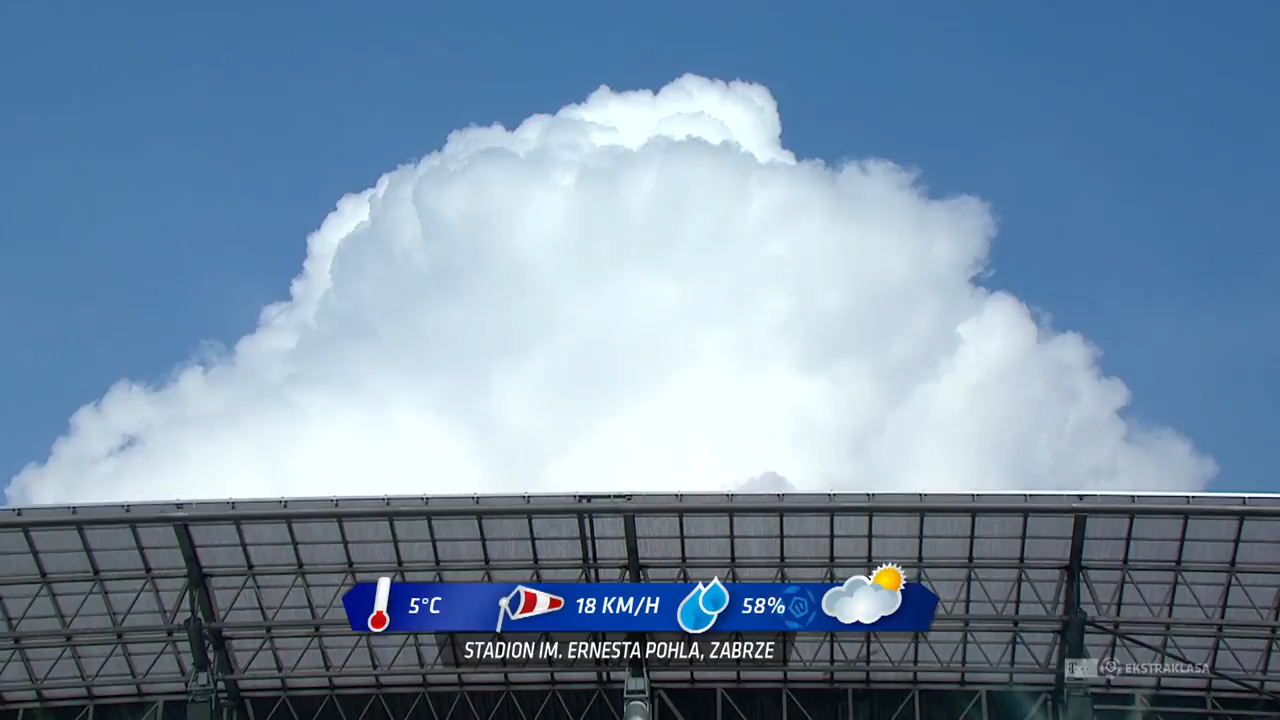 5°C 18 KM/H 58%
STADION IM. ERNESTA POHLA, ZABRZE
EKSTRAKLASA